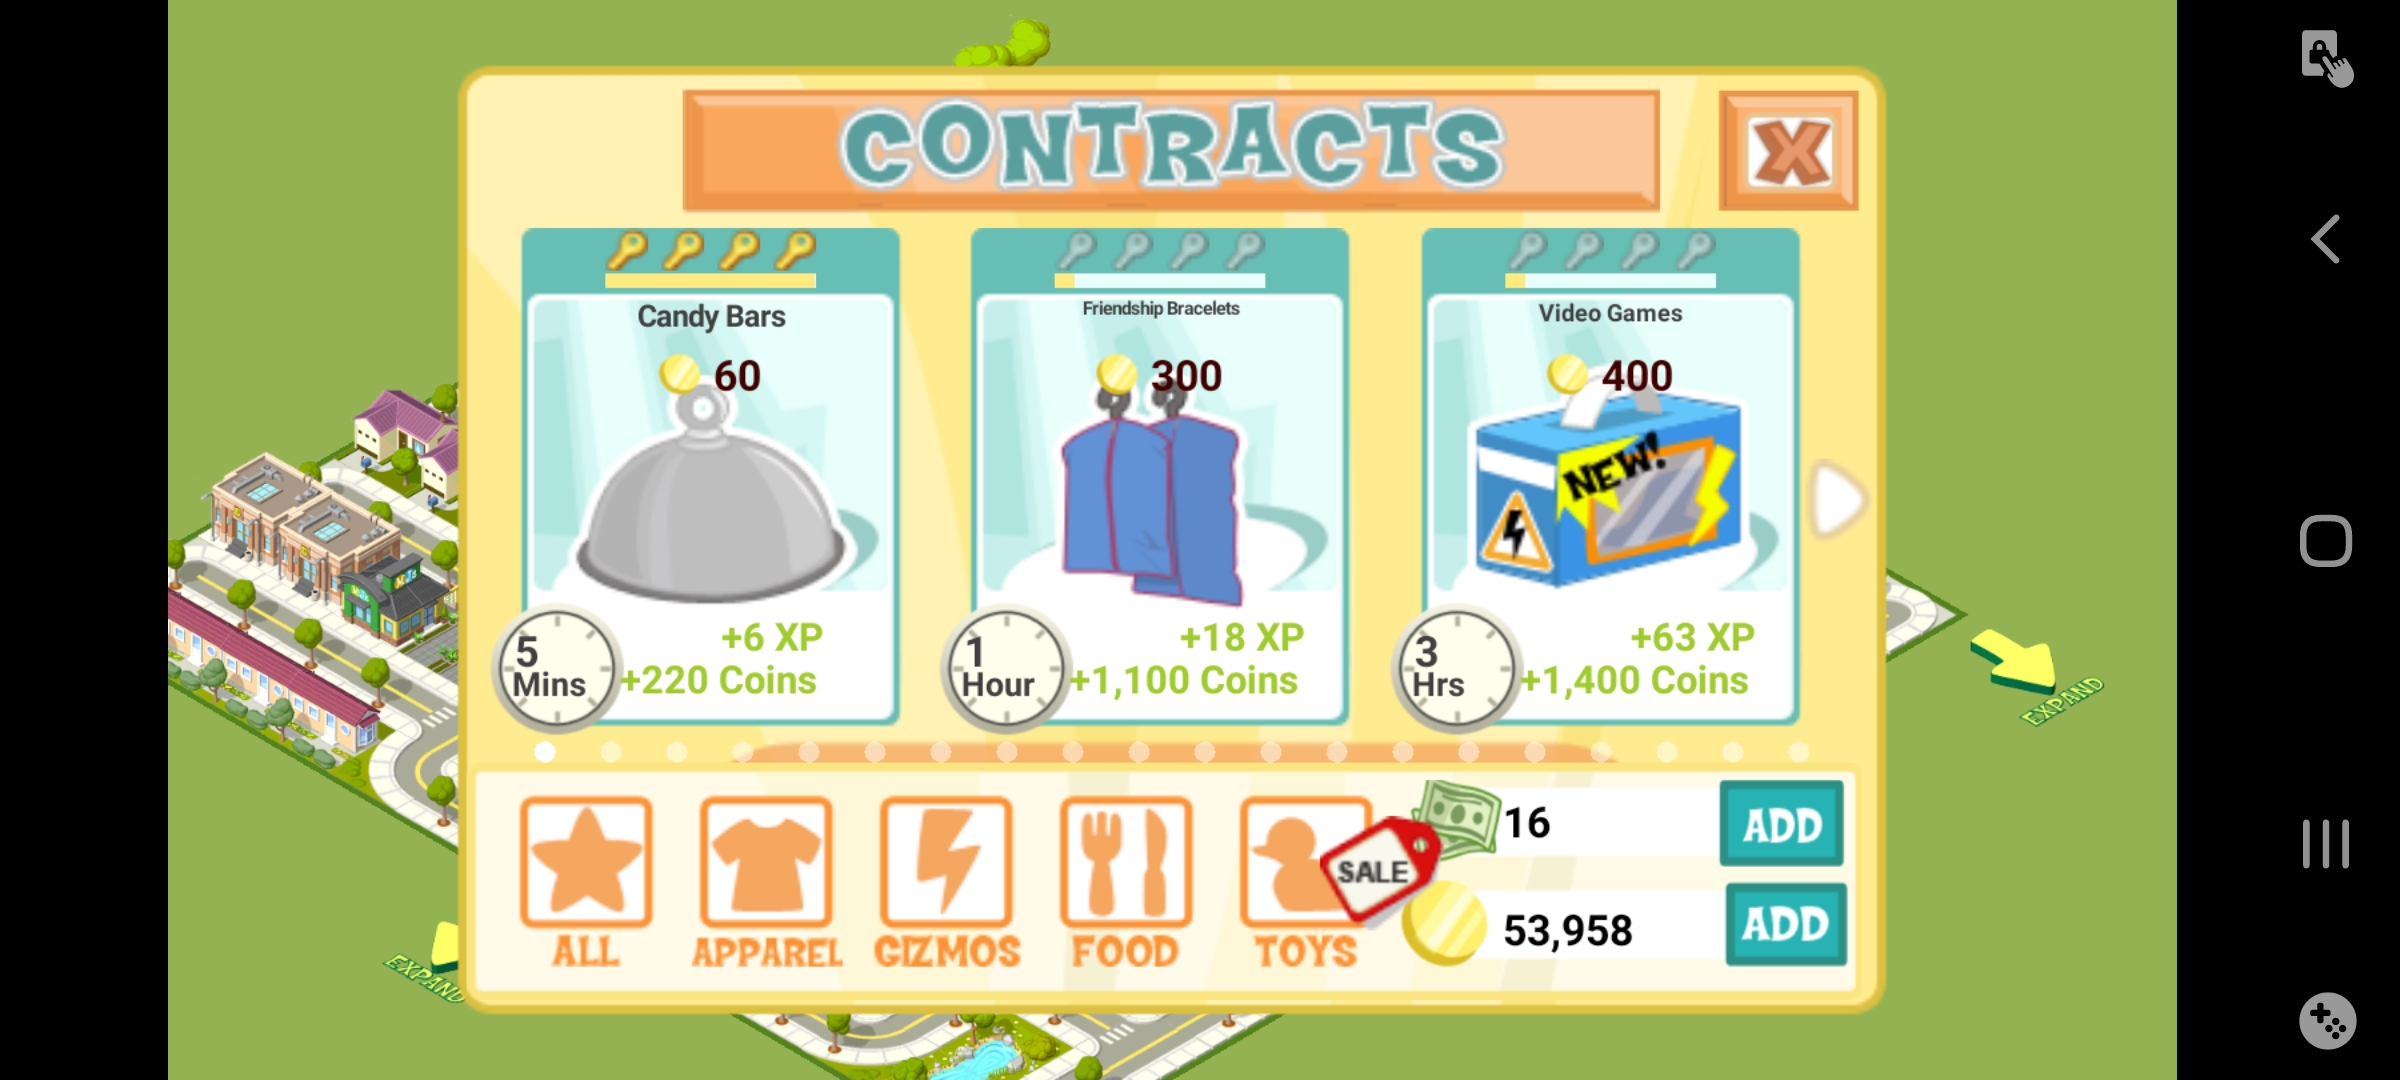 CONTRACTS
X
Candy Bars
60
5
Mins
+6 XP
+220 Coins
Friendship Bracelets
300
1
Hour
+18 XP
+1,100 Coins
Video Games
400
NEW!
3
Hrs
+63 XP
+1,400 Coins
ALL
APPAREL
GIZMOS
FOOD
TOYS
SALE
16
ADD
53,958
ADD
EXPAND
EXPAND